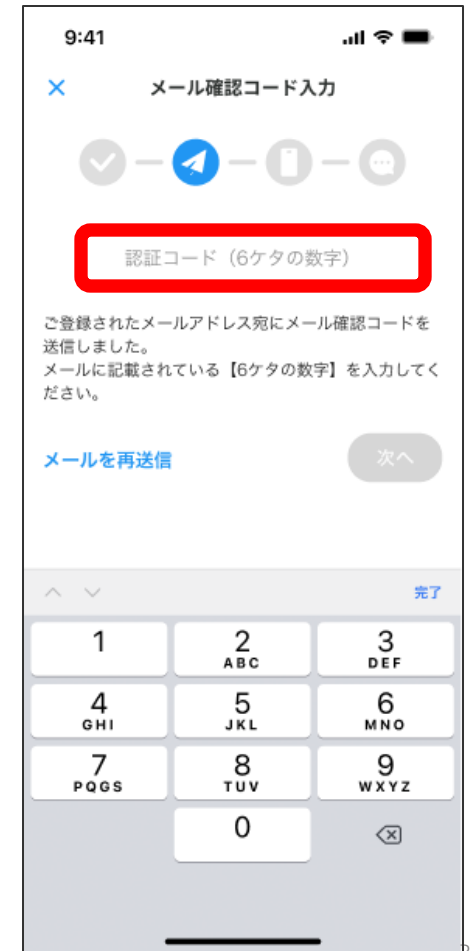 9:41
メール確認コード入力
認証コード（6ケタの数字）
ご登録されたメールアドレス宛にメール確認コードを
送信しました。
メールに記載されている【6ケタの数字】を入力してく
ださい。
メールを再送信
次へ
完了
1
2
ABC
3
DEF
4
GHI
5
JKL
6
MNO
7
PQGS
8
TUV
9
WXYZ
0